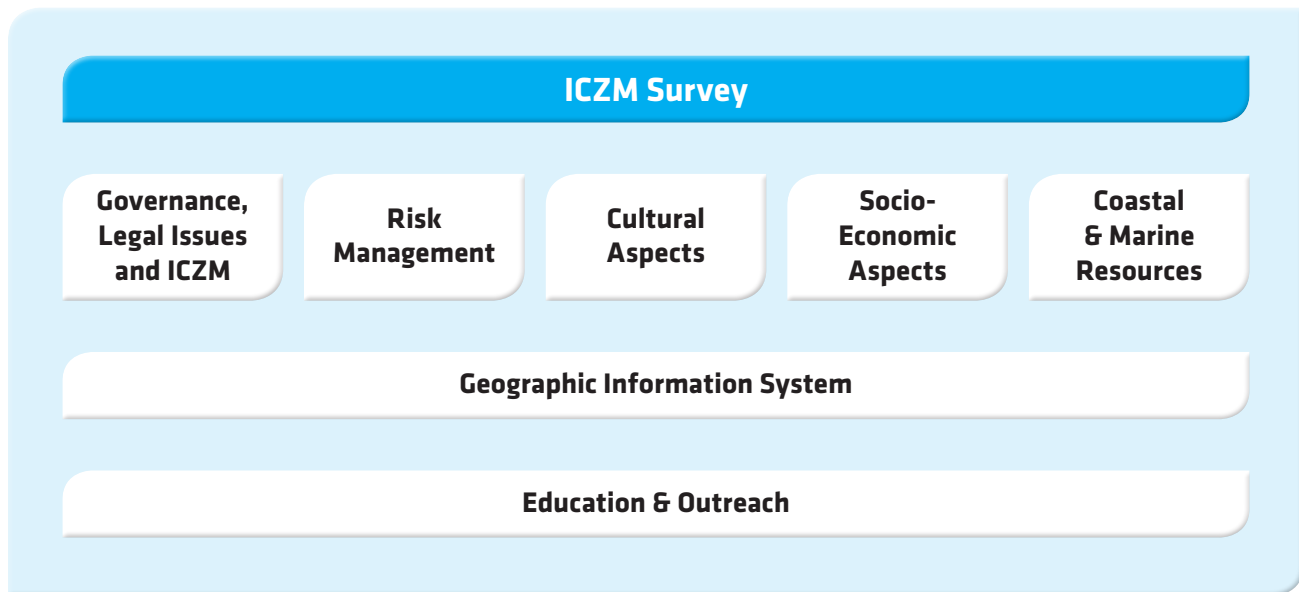 ICZM Survey
Governance,
Legal Issues
and ICZM
Risk
Management
Cultural
Aspects
Socio-
Economic
Aspects
Coastal
& Marine
Resources
Geographic Information System
Education & Outreach